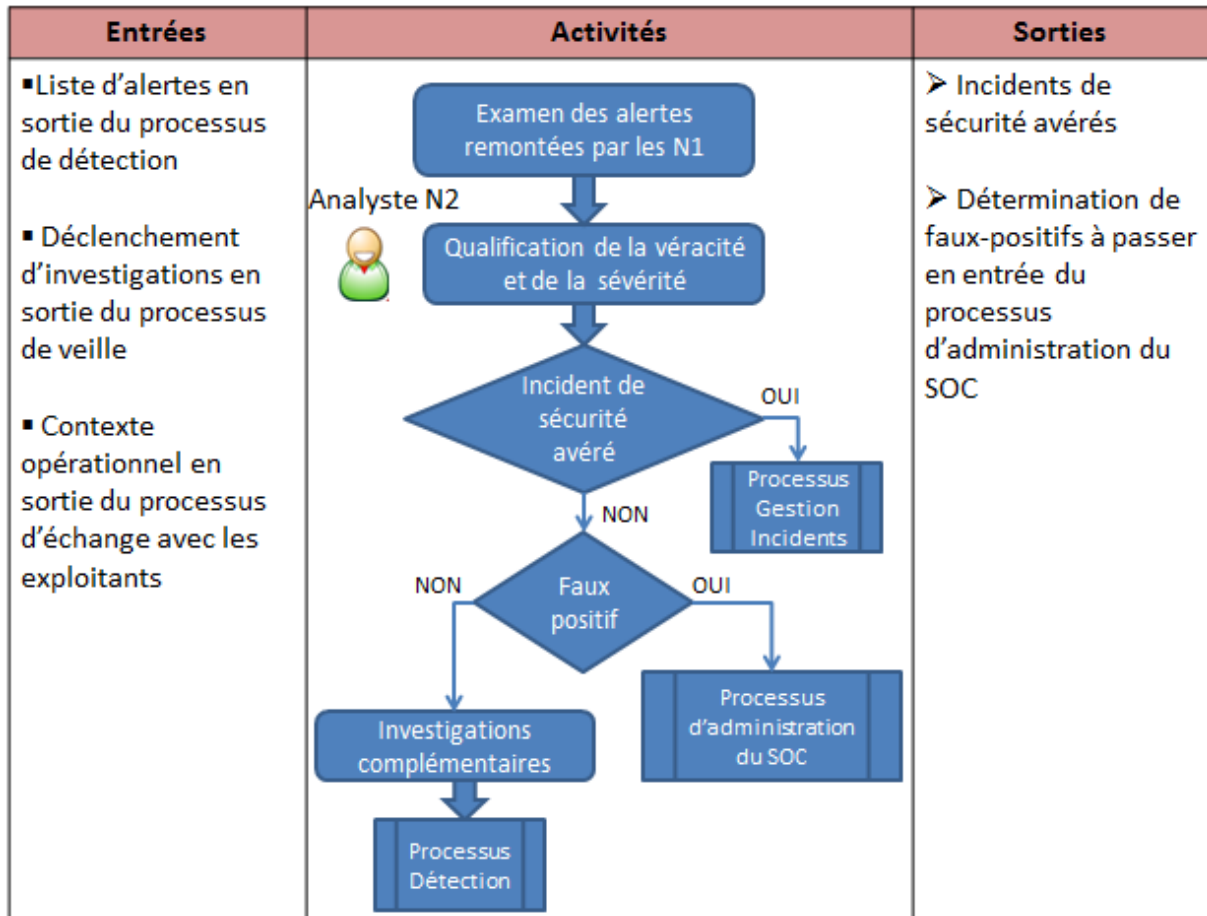 Entrées
Activités
Sorties
▪Liste d'alertes en
sortie du processus
de détection
▪ Déclenchement
d'investigations en
sortie du processus
de veille
▪ Contexte
opérationnel en
sortie du processus
d'échange avec les
exploitants
Examen des alertes
remontées par les N1
Analyste N2
Qualification de la véracité
et de la sévérité
Incident de
sécurité
avéré
OUI
Processus
Gestion
Incidents
NON
Faux
positif
NON
OUI
Processus
d'administration
du SOC
Investigations
complémentaires
Processus
Détection
➢ Incidents de
sécurité avérés
➢ Détermination de
faux-positifs à passer
en entrée du
processus
d'administration du
SOC